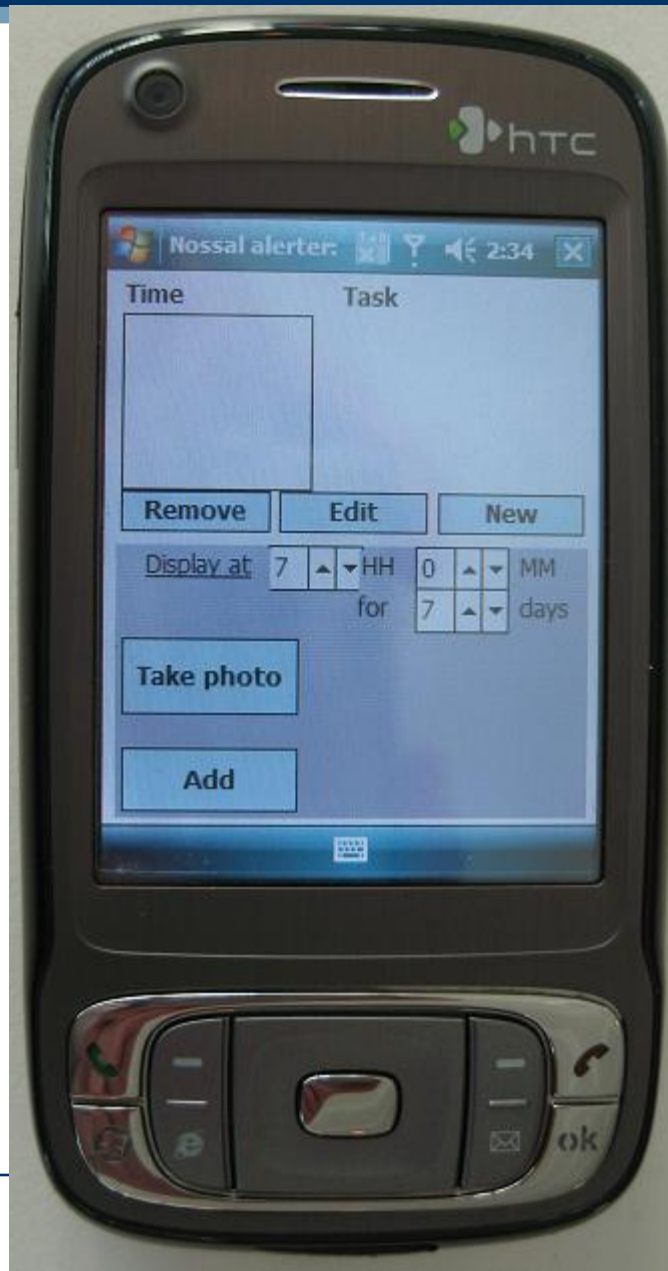 hTC
Nossal alerter: 2:34
Time Task
Remove Edit New
Display at 7 HH 0 MM
for 7 days
Take photo
Add
ok